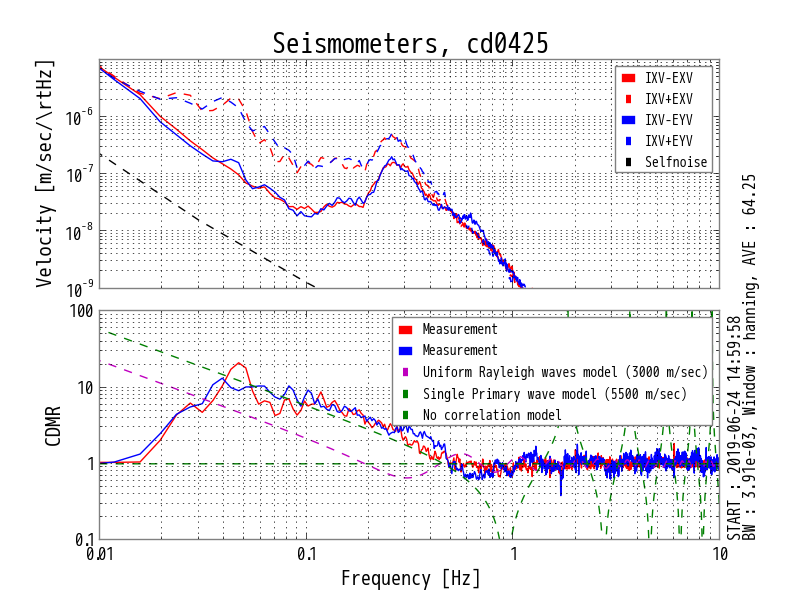 Seismometers, cd0425
Velocity [m/sec/\rtHz]
10^-6
10^-7
10^-8
10^-9
IXV-EXV
IXV+EXV
IXV-EYV
IXV+EYV
Selfnoise
CDMR
100
10
1
0.1
Measurement
Measurement
Uniform Rayleigh waves model (3000 m/sec)
Single Primary wave model (5500 m/sec)
No correlation model
0.01
0.1
1
10
Frequency [Hz]
START : 2019-06-24 14:59:58
BW : 3.91e-03, Window : hanning, AVE : 64.25